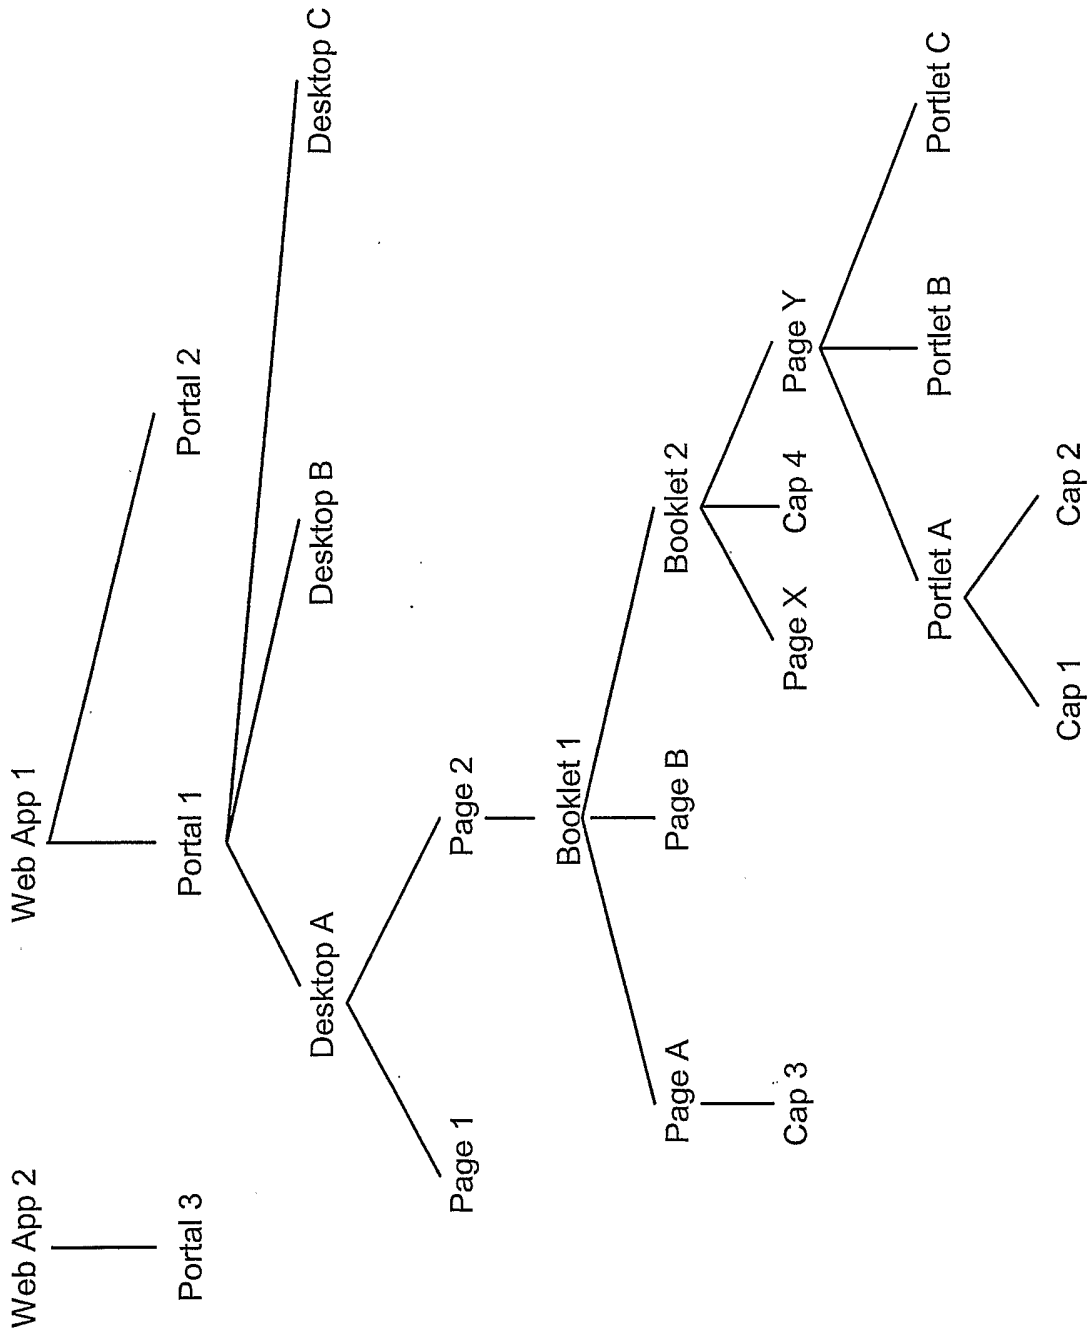 Web App 2
Web App 1
Portal 3
Portal 1
Portal 2
Desktop A
Desktop B
Desktop C
Page 1
Page 2
Booklet 1
Page A
Page B
Booklet 2
Cap 3
Page X
Cap 4
Page Y
Portlet A
Portlet B
Portlet C
Cap 1
Cap 2